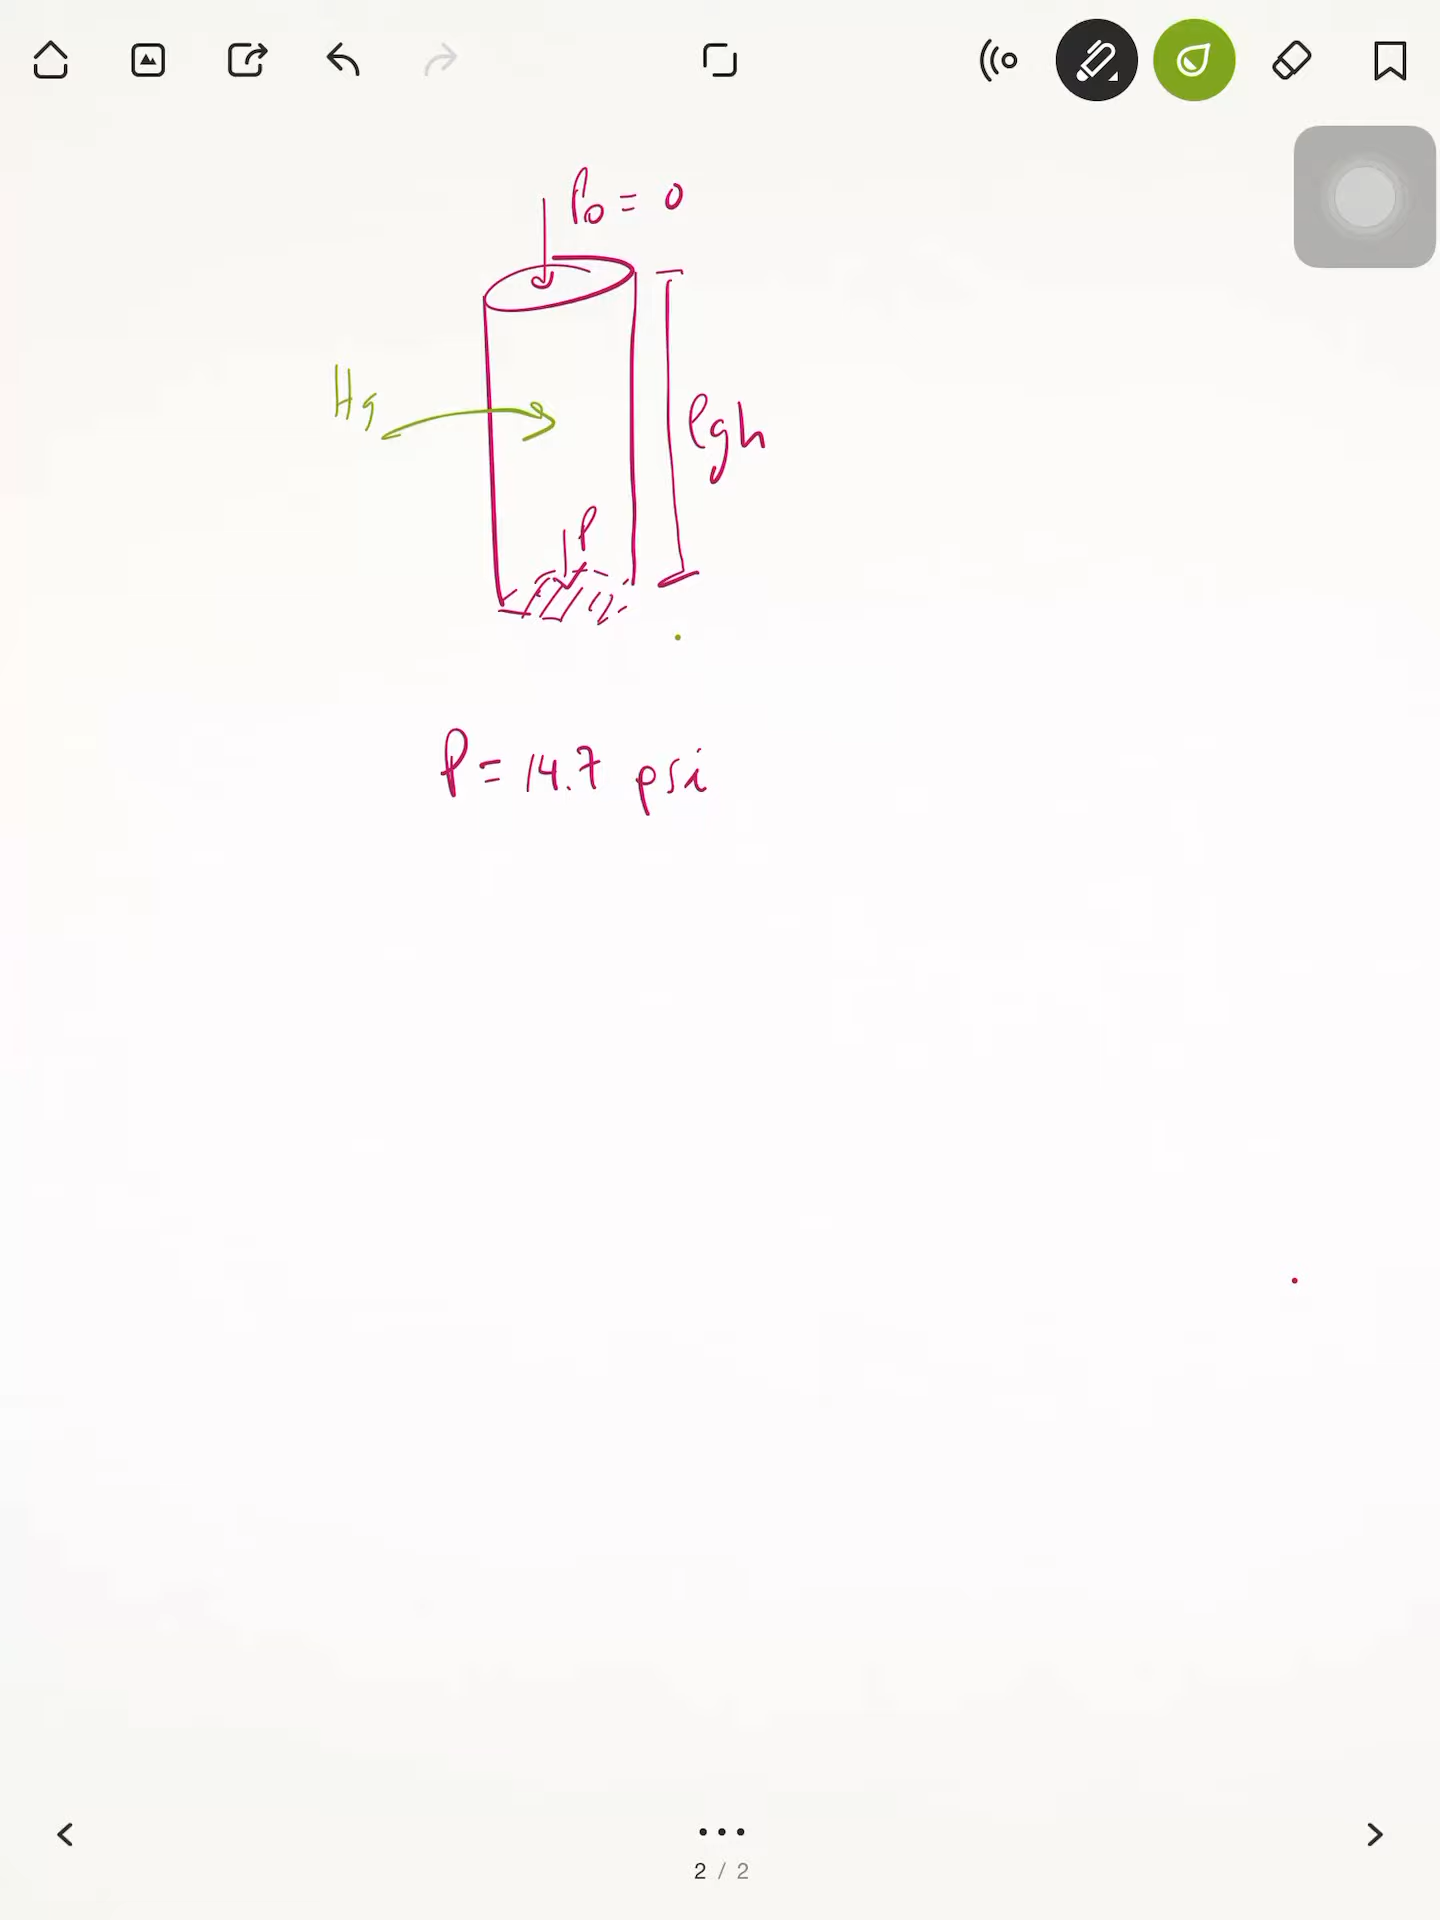 P₀ = 0
Hg
ρgh
P
P = 14.7 psi
2 / 2